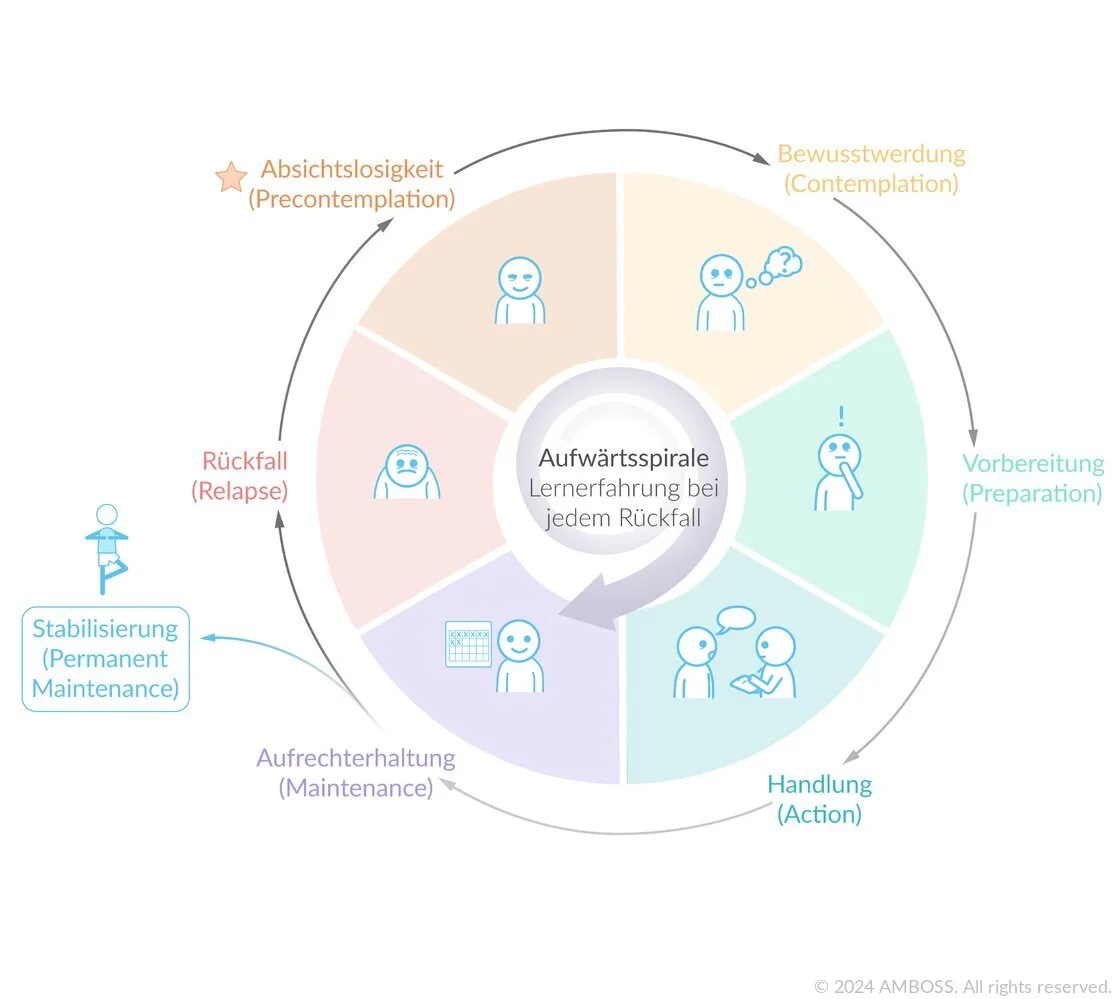 Absichtslosigkeit
(Precontemplation)
Bewusstwerdung
(Contemplation)
?
!
Vorbereitung
(Preparation)
Rückfall
(Relapse)
Aufwärtsspirale
Lernerfahrung bei
jedem Rückfall
Stabilisierung
(Permanent
Maintenance)
XXXXXX
XX
Aufrechterhaltung
(Maintenance)
Handlung
(Action)
© 2024 AMBOSS. All rights reserved.